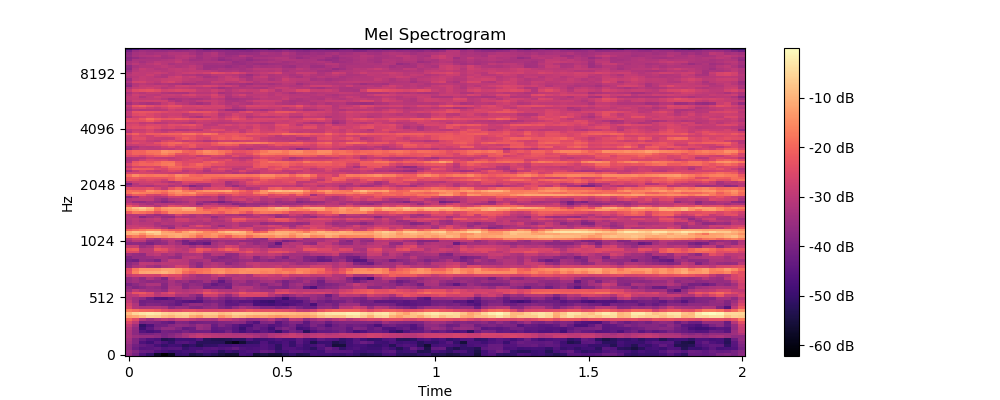 Mel Spectrogram
8192
4096
2048
1024
512
0
Hz
0 0.5 1 1.5 2
Time
-10 dB
-20 dB
-30 dB
-40 dB
-50 dB
-60 dB